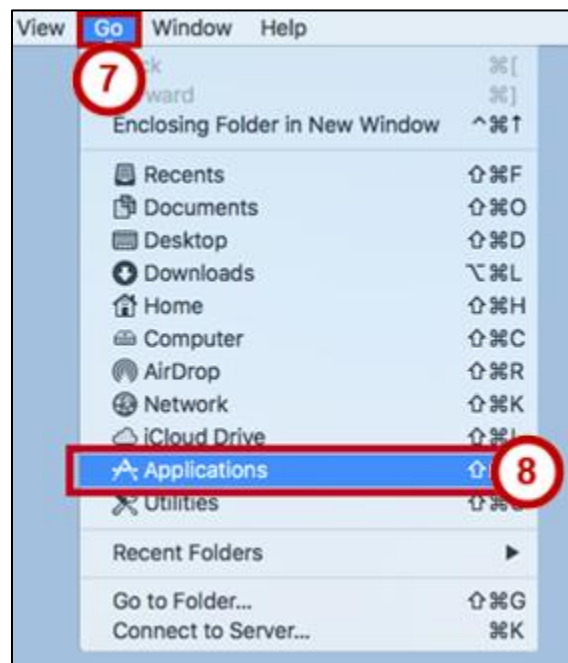 View Go Window Help
7
⌘[
⌘]
Enclosing Folder in New Window ^⌘↑
Recents ⇧⌘F
Documents ⇧⌘O
Desktop ⇧⌘D
Downloads ⌥⌘L
Home ⇧⌘H
Computer ⇧⌘C
AirDrop ⇧⌘R
Network ⇧⌘K
iCloud Drive ⇧⌘I
Applications ⇧ 8
Utilities ⇧⌘
Recent Folders ▶
Go to Folder... ⇧⌘G
Connect to Server... ⌘K